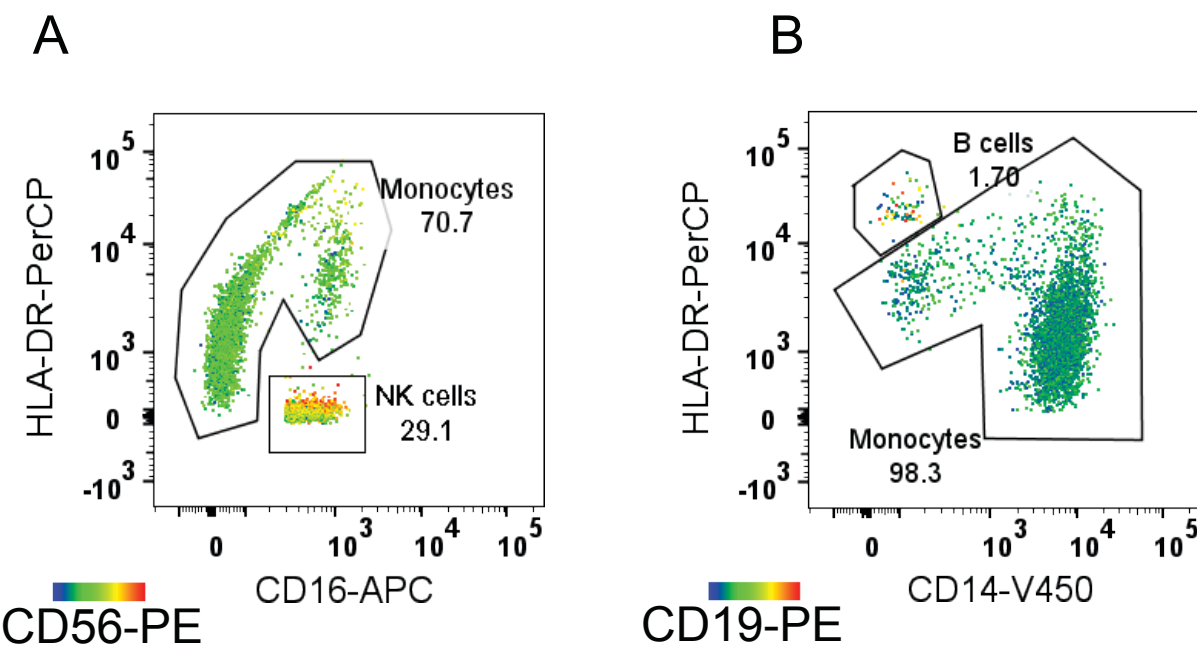 A
B
HLA-DR-PerCP
10^5
10^4
10^3
0
-10^3
Monocytes
70.7
NK cells
29.1
0
10^3
10^4
10^5
CD16-APC
CD56-PE
HLA-DR-PerCP
10^5
10^4
10^3
0
-10^3
B cells
1.70
Monocytes
98.3
0
10^3
10^4
10^5
CD14-V450
CD19-PE